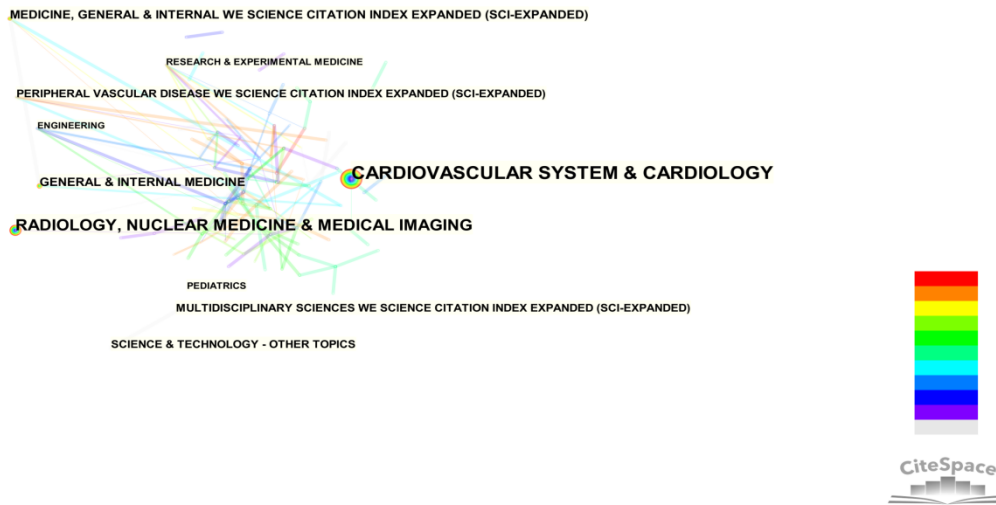 MEDICINE, GENERAL & INTERNAL WE SCIENCE CITATION INDEX EXPANDED (SCI-EXPANDED)
RESEARCH & EXPERIMENTAL MEDICINE
PERIPHERAL VASCULAR DISEASE WE SCIENCE CITATION INDEX EXPANDED (SCI-EXPANDED)
ENGINEERING
CARDIOVASCULAR SYSTEM & CARDIOLOGY
GENERAL & INTERNAL MEDICINE
RADIOLOGY, NUCLEAR MEDICINE & MEDICAL IMAGING
PEDIATRICS
MULTIDISCIPLINARY SCIENCES WE SCIENCE CITATION INDEX EXPANDED (SCI-EXPANDED)
SCIENCE & TECHNOLOGY - OTHER TOPICS
CiteSpace